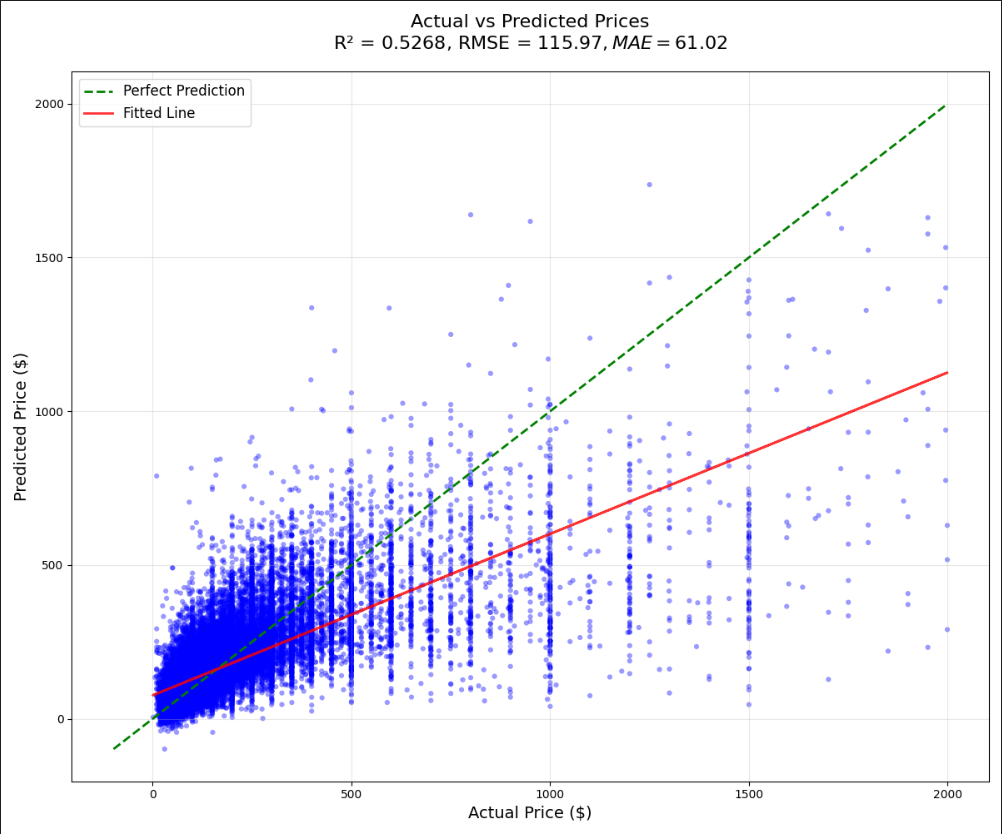 Actual vs Predicted Prices
R² = 0.5268, RMSE = 115.97, MAE = 61.02
Perfect Prediction
Fitted Line
Predicted Price ($)
2000
1500
1000
500
0
0 500 1000 1500 2000
Actual Price ($)